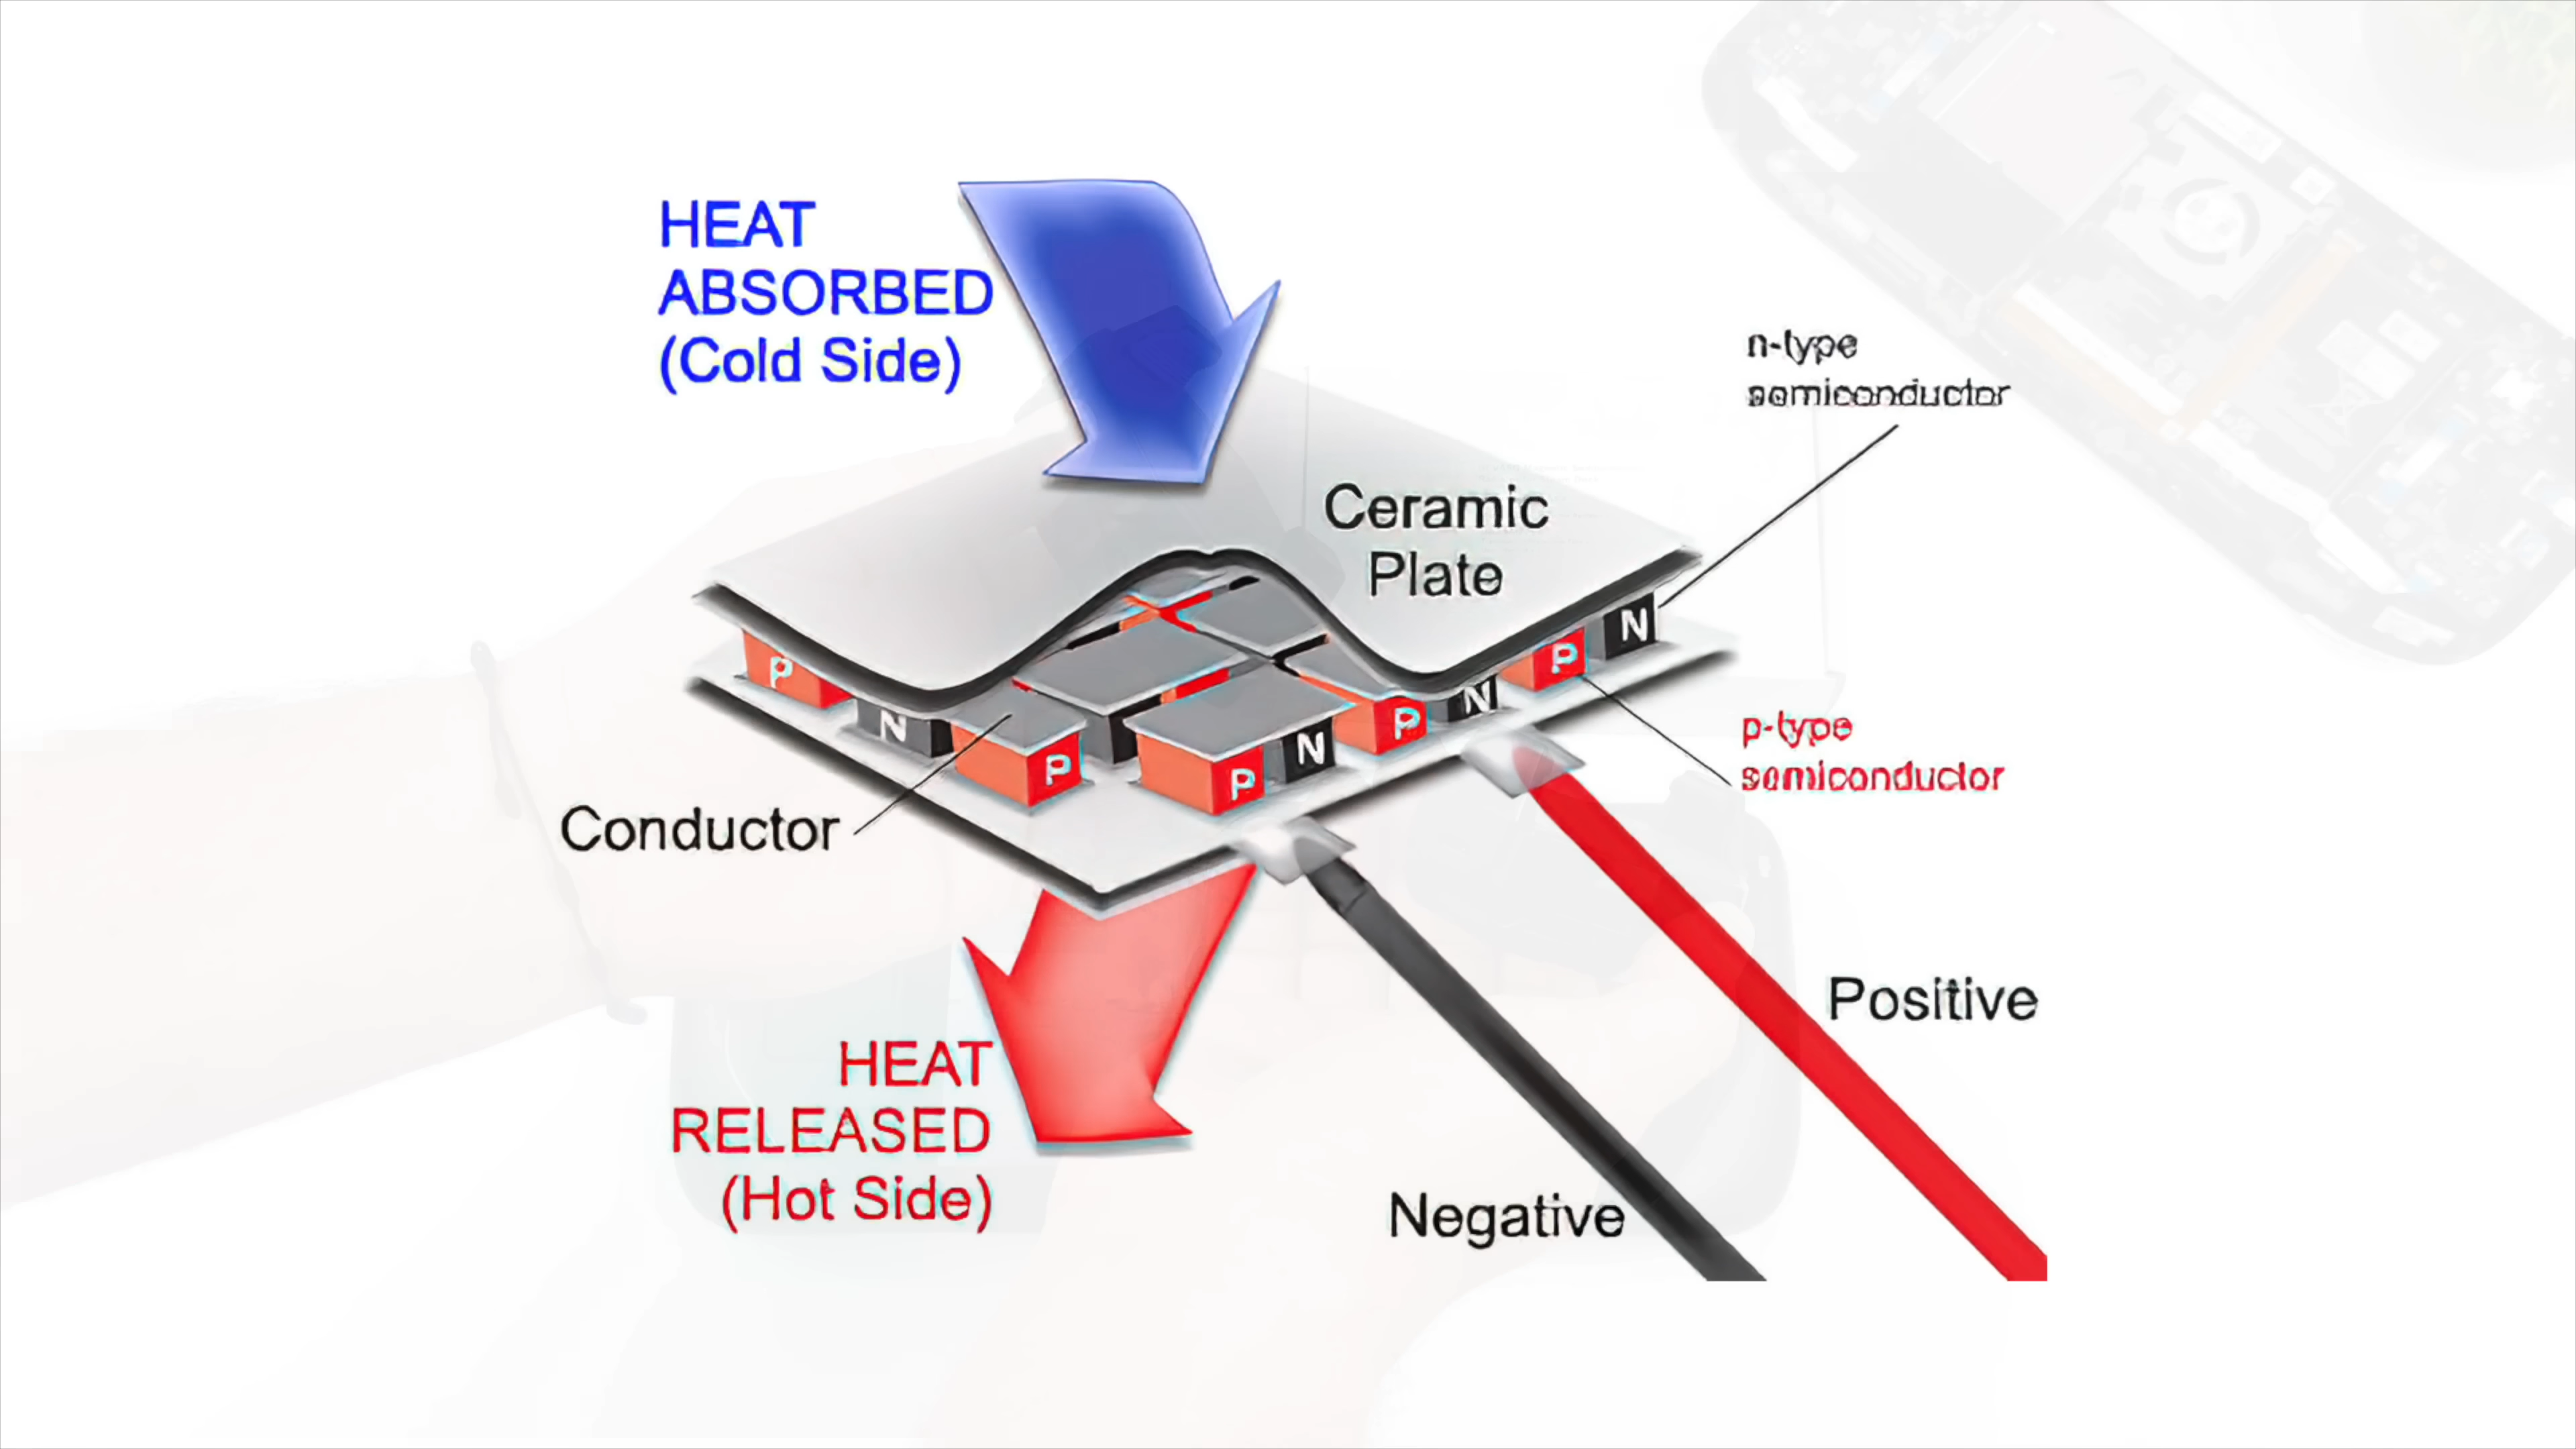 HEAT
ABSORBED
(Cold Side)
n-type
semiconductor
Ceramic
Plate
N
P
P
N
N
P
P
N
P
p-type
semiconductor
Conductor
HEAT
RELEASED
(Hot Side)
Positive
Negative